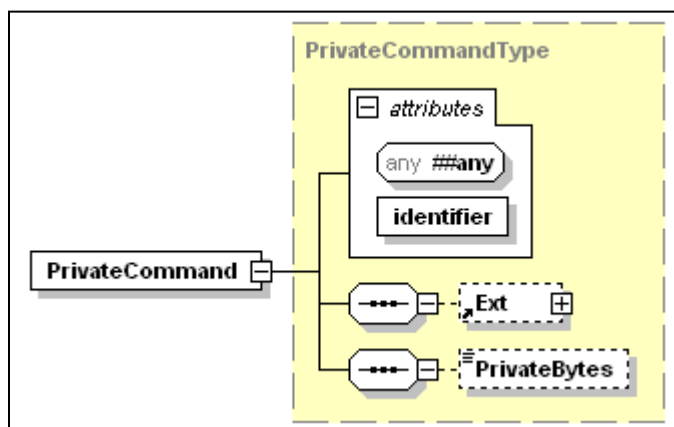 PrivateCommandType
attributes
any ##any
identifier
PrivateCommand
Ext
PrivateBytes